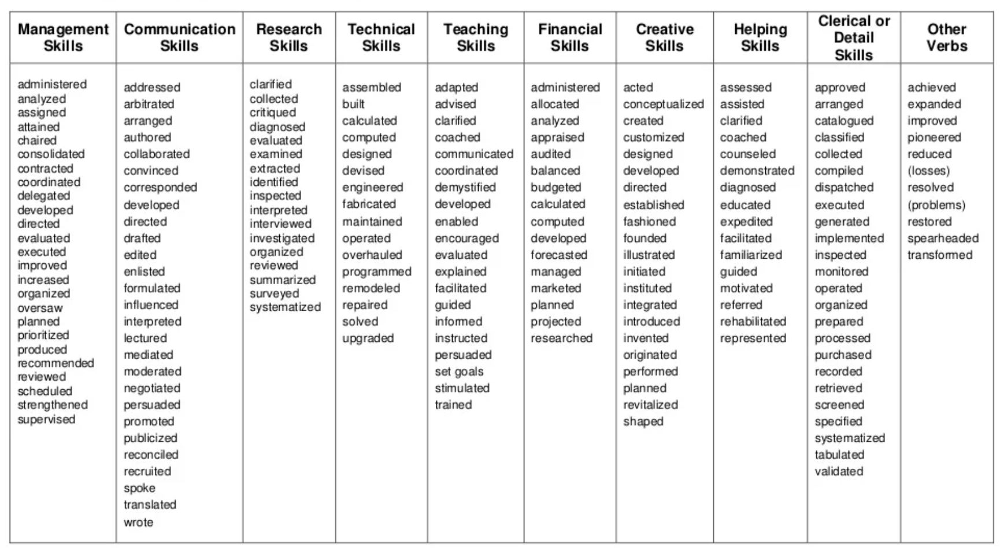 Management
Skills
Communication
Skills
Research
Skills
Technical
Skills
Teaching
Skills
Financial
Skills
Creative
Skills
Helping
Skills
Clerical or
Detail
Skills
Other
Verbs
administered
analyzed
assigned
attained
chaired
consolidated
contracted
coordinated
delegated
developed
directed
evaluated
executed
improved
increased
organized
oversaw
planned
prioritized
produced
recommended
reviewed
scheduled
strengthened
supervised
addressed
arbitrated
arranged
authored
collaborated
convinced
corresponded
developed
directed
drafted
edited
enlisted
formulated
influenced
interpreted
lectured
mediated
moderated
negotiated
persuaded
promoted
publicized
reconciled
recruited
spoke
translated
wrote
clarified
collected
critiqued
diagnosed
evaluated
examined
extracted
identified
inspected
interpreted
interviewed
investigated
organized
reviewed
summarized
surveyed
systematized
assembled
built
calculated
computed
designed
devised
engineered
fabricated
maintained
operated
overhauled
programmed
remodeled
repaired
solved
upgraded
adapted
advised
clarified
coached
communicated
coordinated
demystified
developed
enabled
encouraged
evaluated
explained
facilitated
guided
informed
instructed
persuaded
set goals
stimulated
trained
administered
allocated
analyzed
appraised
audited
balanced
budgeted
calculated
computed
developed
forecasted
managed
marketed
planned
projected
researched
acted
conceptualized
created
customized
designed
developed
directed
established
fashioned
founded
illustrated
initiated
instituted
integrated
introduced
invented
originated
performed
planned
revitalized
shaped
assessed
assisted
clarified
coached
counseled
demonstrated
diagnosed
educated
expedited
facilitated
familiarized
guided
motivated
referred
rehabilitated
represented
approved
arranged
catalogued
classified
collected
compiled
dispatched
executed
generated
implemented
inspected
monitored
operated
organized
prepared
processed
purchased
recorded
retrieved
screened
specified
systematized
tabulated
validated
achieved
expanded
improved
pioneered
reduced
(losses)
resolved
(problems)
restored
spearheaded
transformed